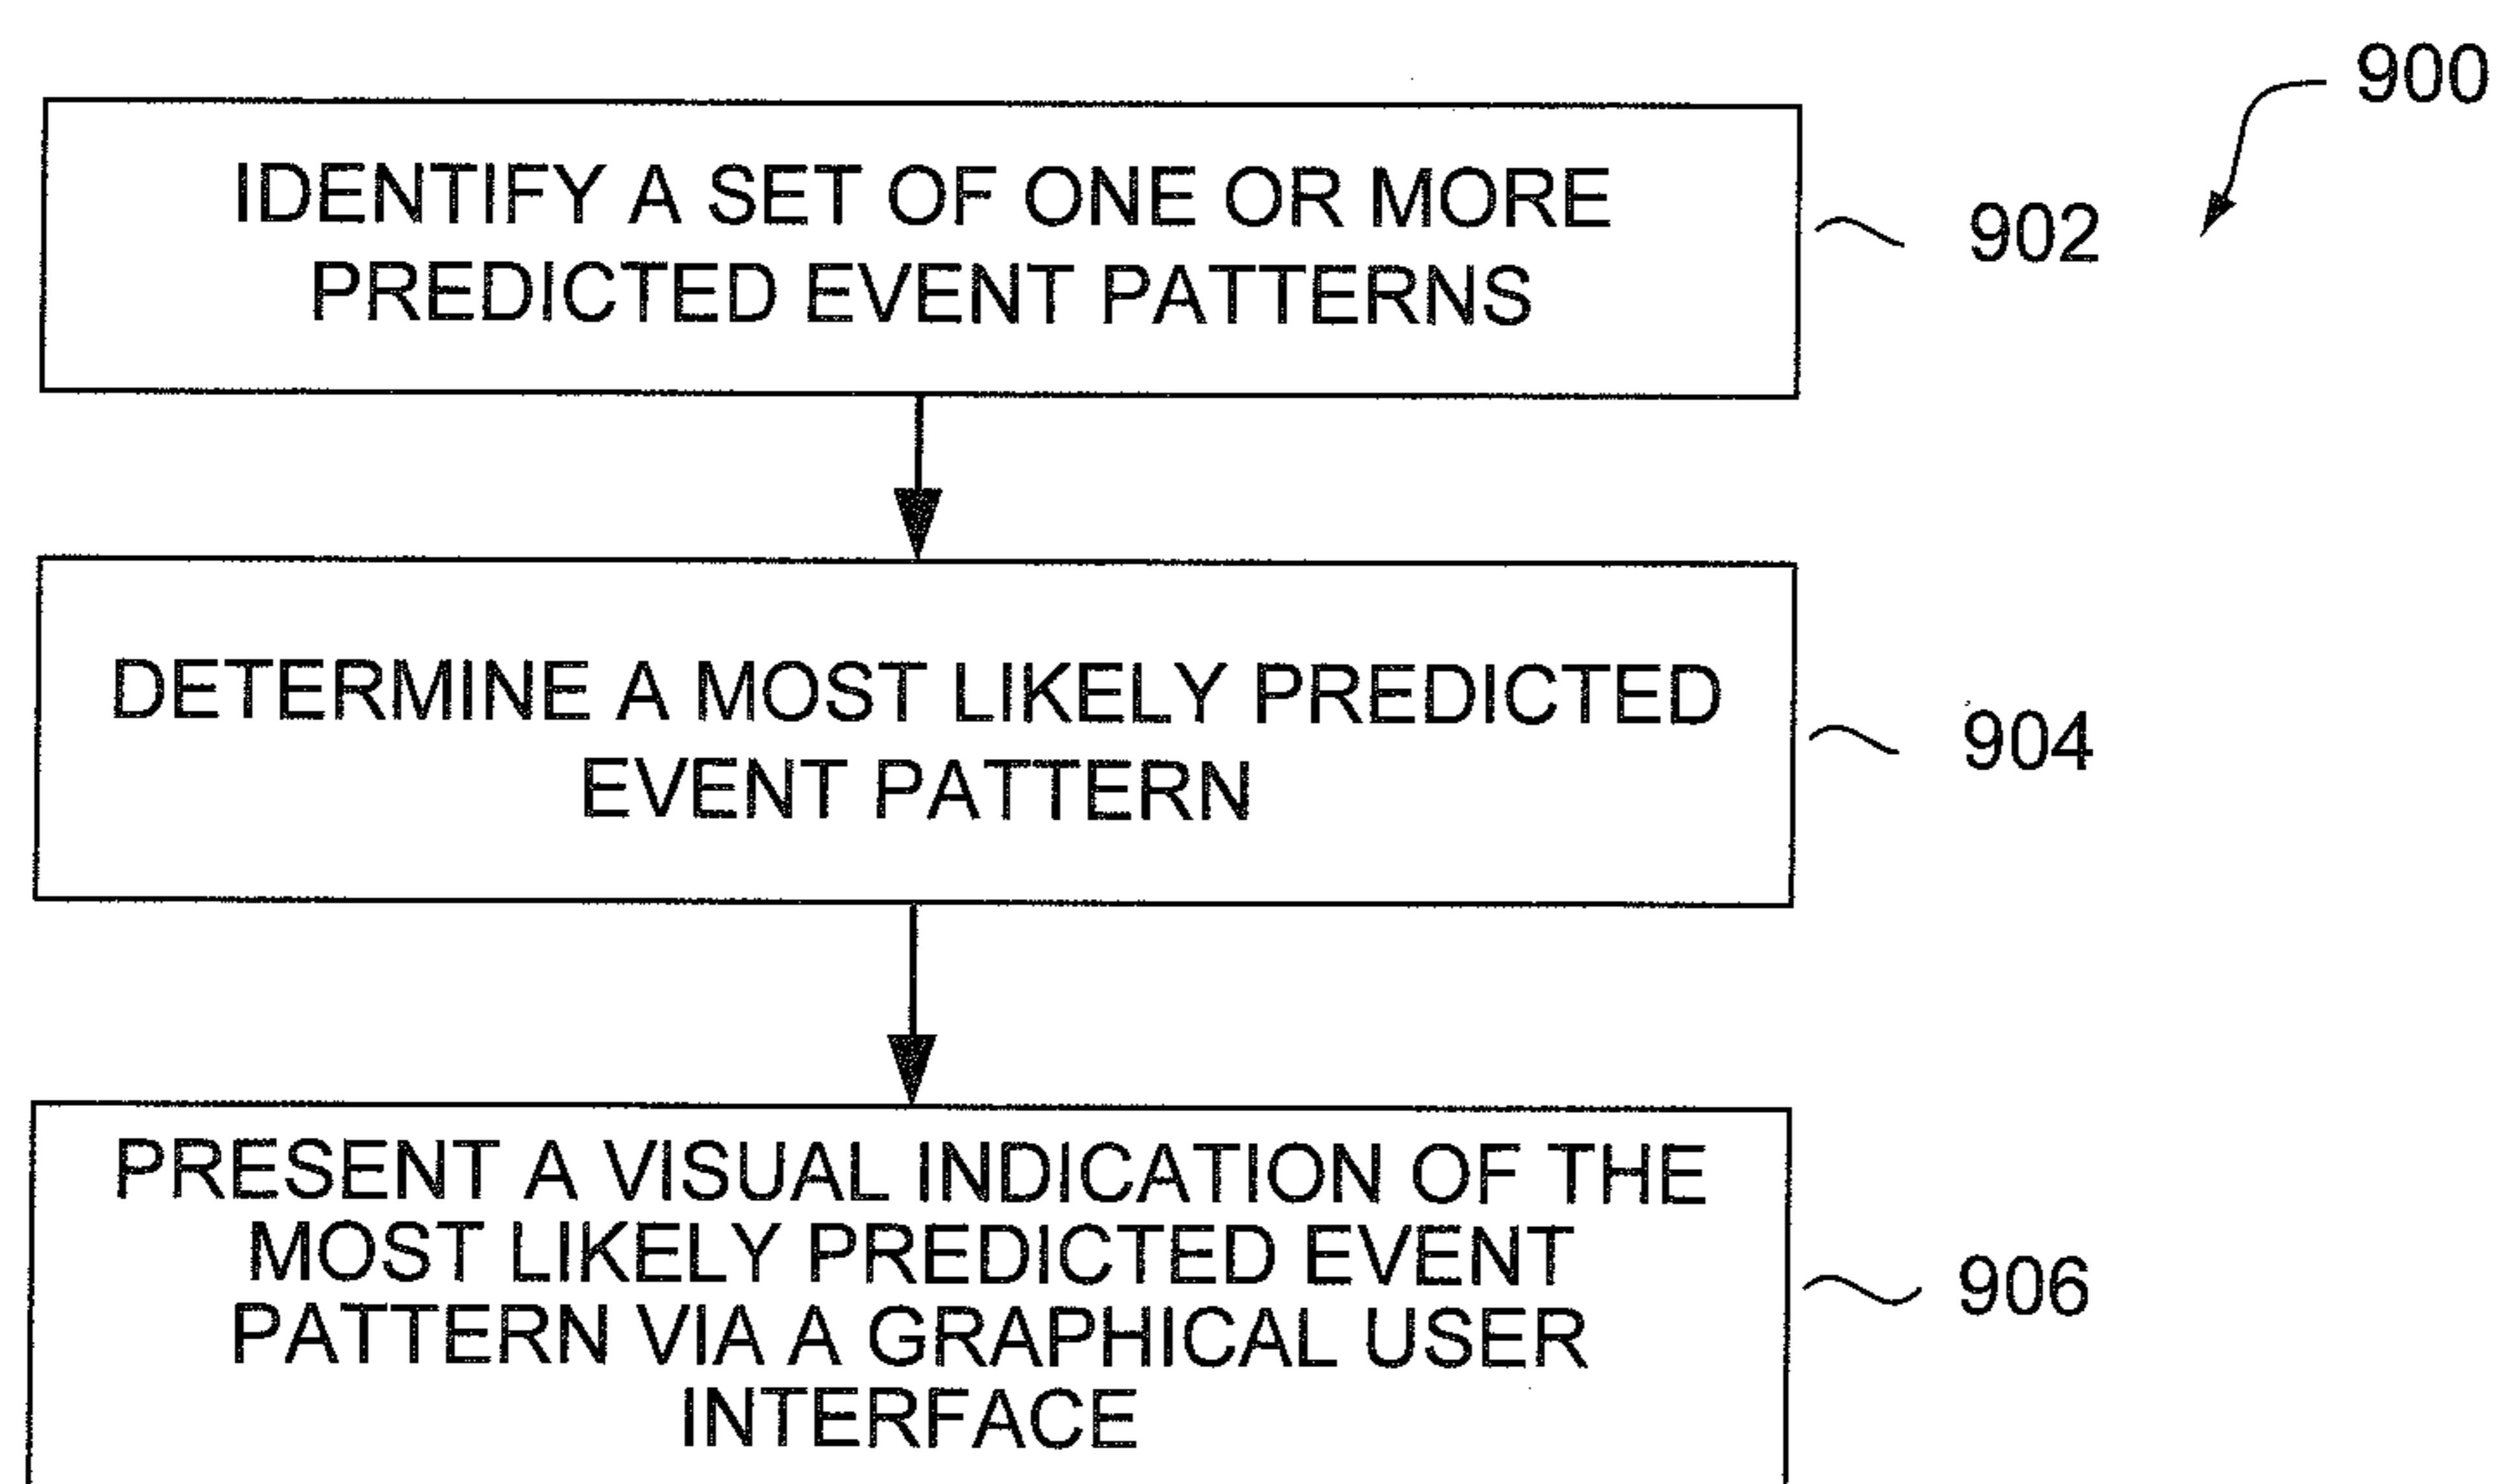 900
IDENTIFY A SET OF ONE OR MORE
PREDICTED EVENT PATTERNS
902
DETERMINE A MOST LIKELY PREDICTED
EVENT PATTERN
904
PRESENT A VISUAL INDICATION OF THE
MOST LIKELY PREDICTED EVENT
PATTERN VIA A GRAPHICAL USER
INTERFACE
906